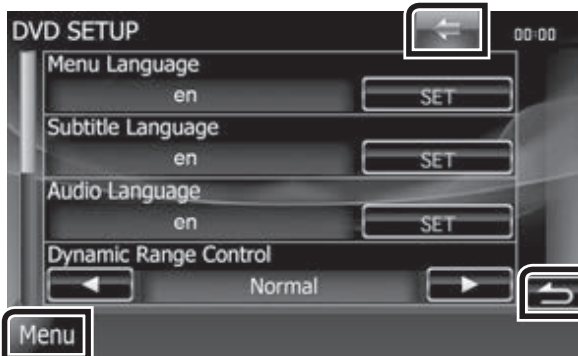 DVD SETUP 00:00
Menu Language
en SET
Subtitle Language
en SET
Audio Language
en SET
Dynamic Range Control
Normal
Menu